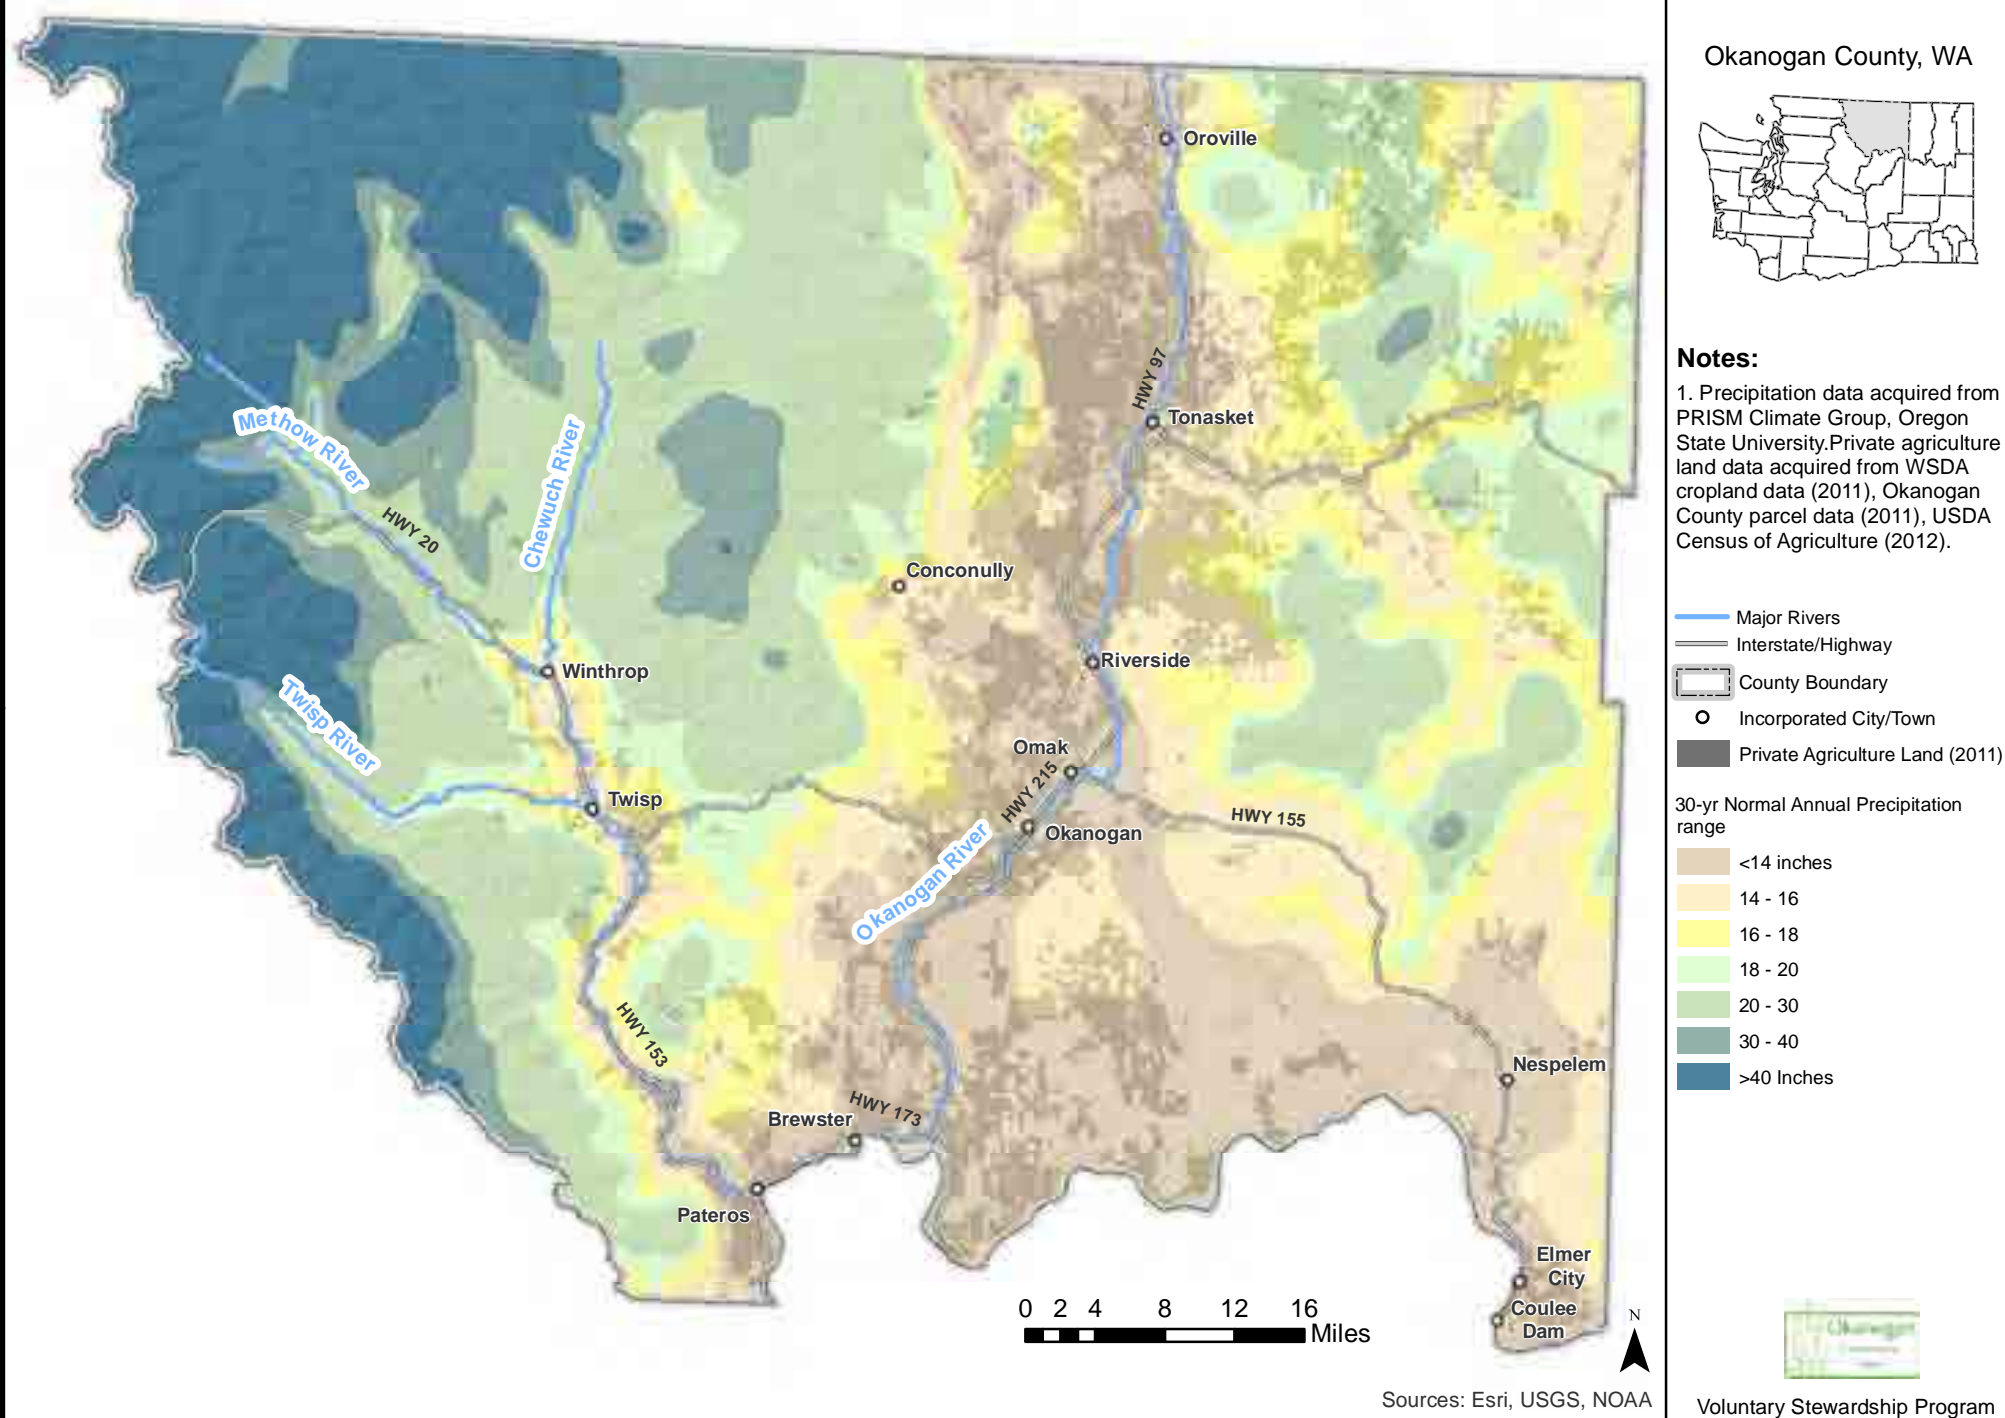 Okanogan County, WA
Notes:
1. Precipitation data acquired from
PRISM Climate Group, Oregon
State University.Private agriculture
land data acquired from WSDA
cropland data (2011), Okanogan
County parcel data (2011), USDA
Census of Agriculture (2012).
Major Rivers
Interstate/Highway
County Boundary
Incorporated City/Town
Private Agriculture Land (2011)
30-yr Normal Annual Precipitation
range
<14 inches
14 - 16
16 - 18
18 - 20
20 - 30
30 - 40
>40 Inches
Okanogan
Voluntary Stewardship Program
Oroville
HWY 97
Tonasket
Methow River
HWY 20
Chewuch River
Conconully
Riverside
Winthrop
Twisp River
Omak
HWY 215
Twisp
Okanogan
HWY 155
Okanogan River
HWY 153
Nespelem
HWY 173
Brewster
Pateros
Elmer
City
Coulee
Dam
0 2 4 8 12 16
Miles
N
Sources: Esri, USGS, NOAA